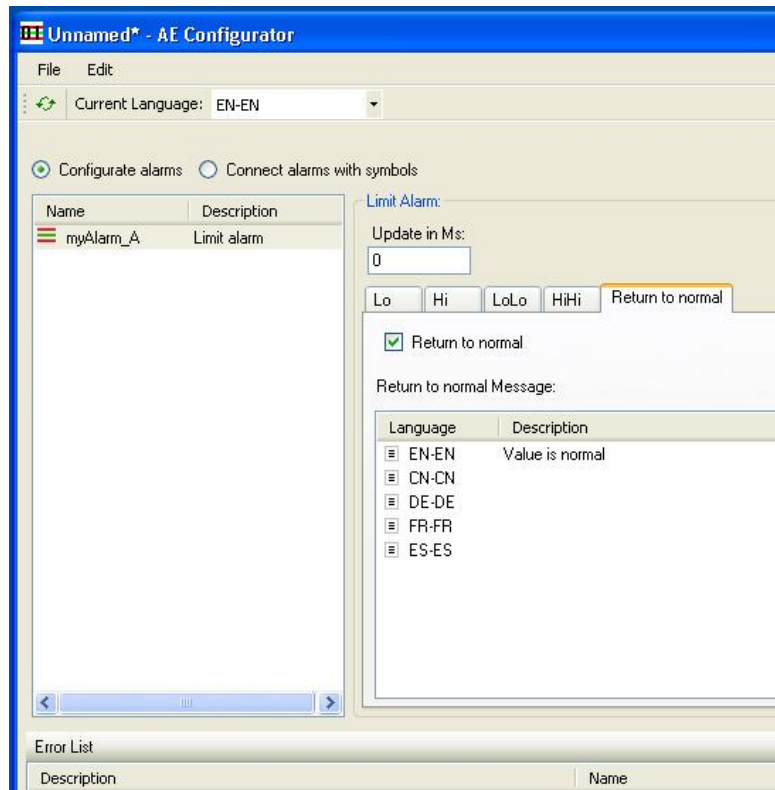 Unnamed* - AE Configurator
File Edit
Current Language: EN-EN
Configurate alarms Connect alarms with symbols
Name Description
myAlarm_A Limit alarm
Limit Alarm:
Update in Ms:
0
Lo Hi LoLo HiHi Return to normal
Return to normal
Return to normal Message:
Language Description
EN-EN Value is normal
CN-CN
DE-DE
FR-FR
ES-ES
Error List
Description Name